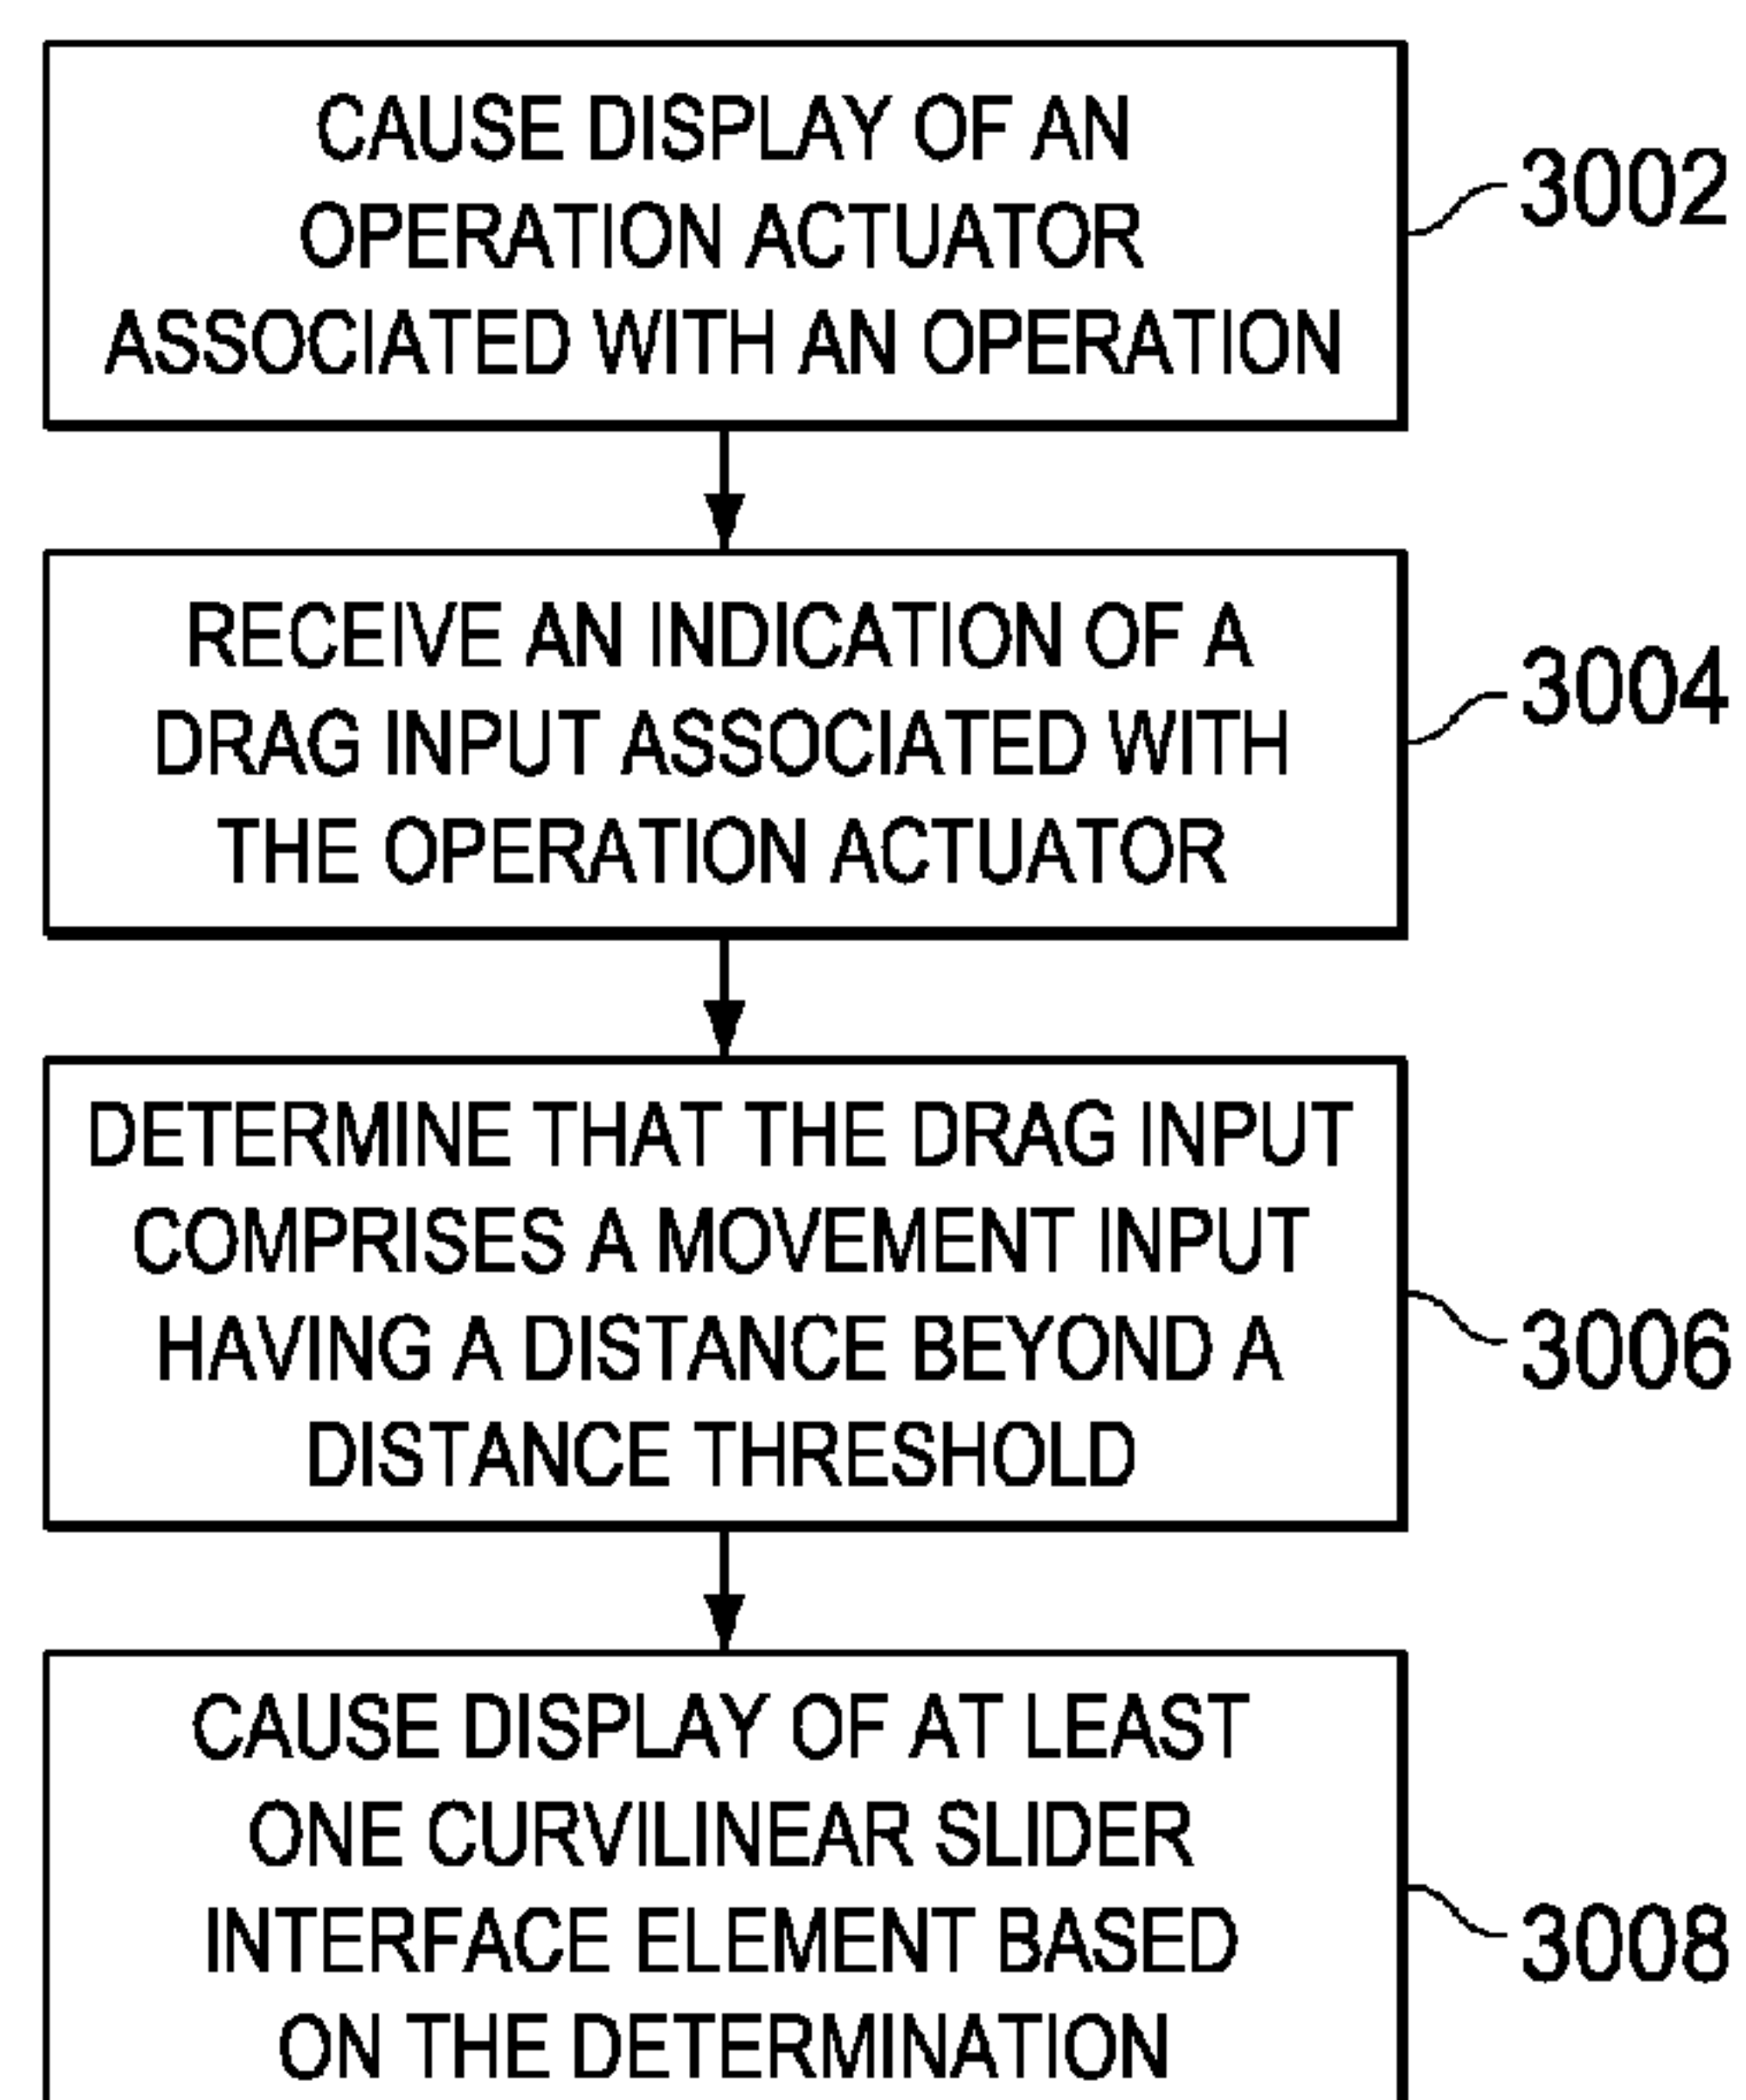 CAUSE DISPLAY OF AN
OPERATION ACTUATOR
ASSOCIATED WITH AN OPERATION
3002
RECEIVE AN INDICATION OF A
DRAG INPUT ASSOCIATED WITH
THE OPERATION ACTUATOR
3004
DETERMINE THAT THE DRAG INPUT
COMPRISES A MOVEMENT INPUT
HAVING A DISTANCE BEYOND A
DISTANCE THRESHOLD
3006
CAUSE DISPLAY OF AT LEAST
ONE CURVILINEAR SLIDER
INTERFACE ELEMENT BASED
ON THE DETERMINATION
3008